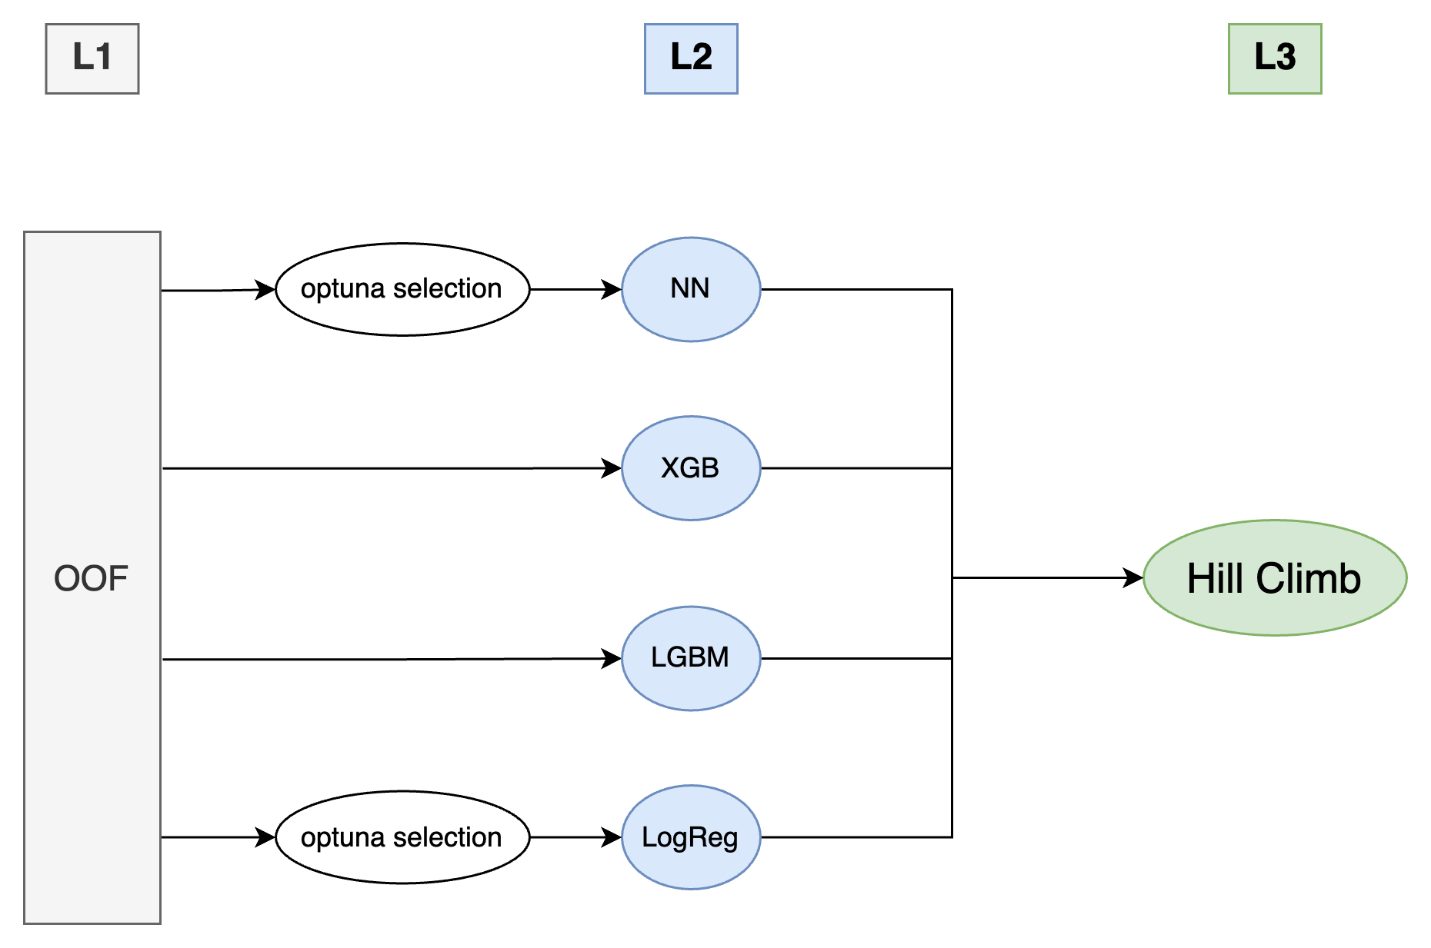 L1
L2
L3
optuna selection
NN
XGB
OOF
Hill Climb
LGBM
optuna selection
LogReg